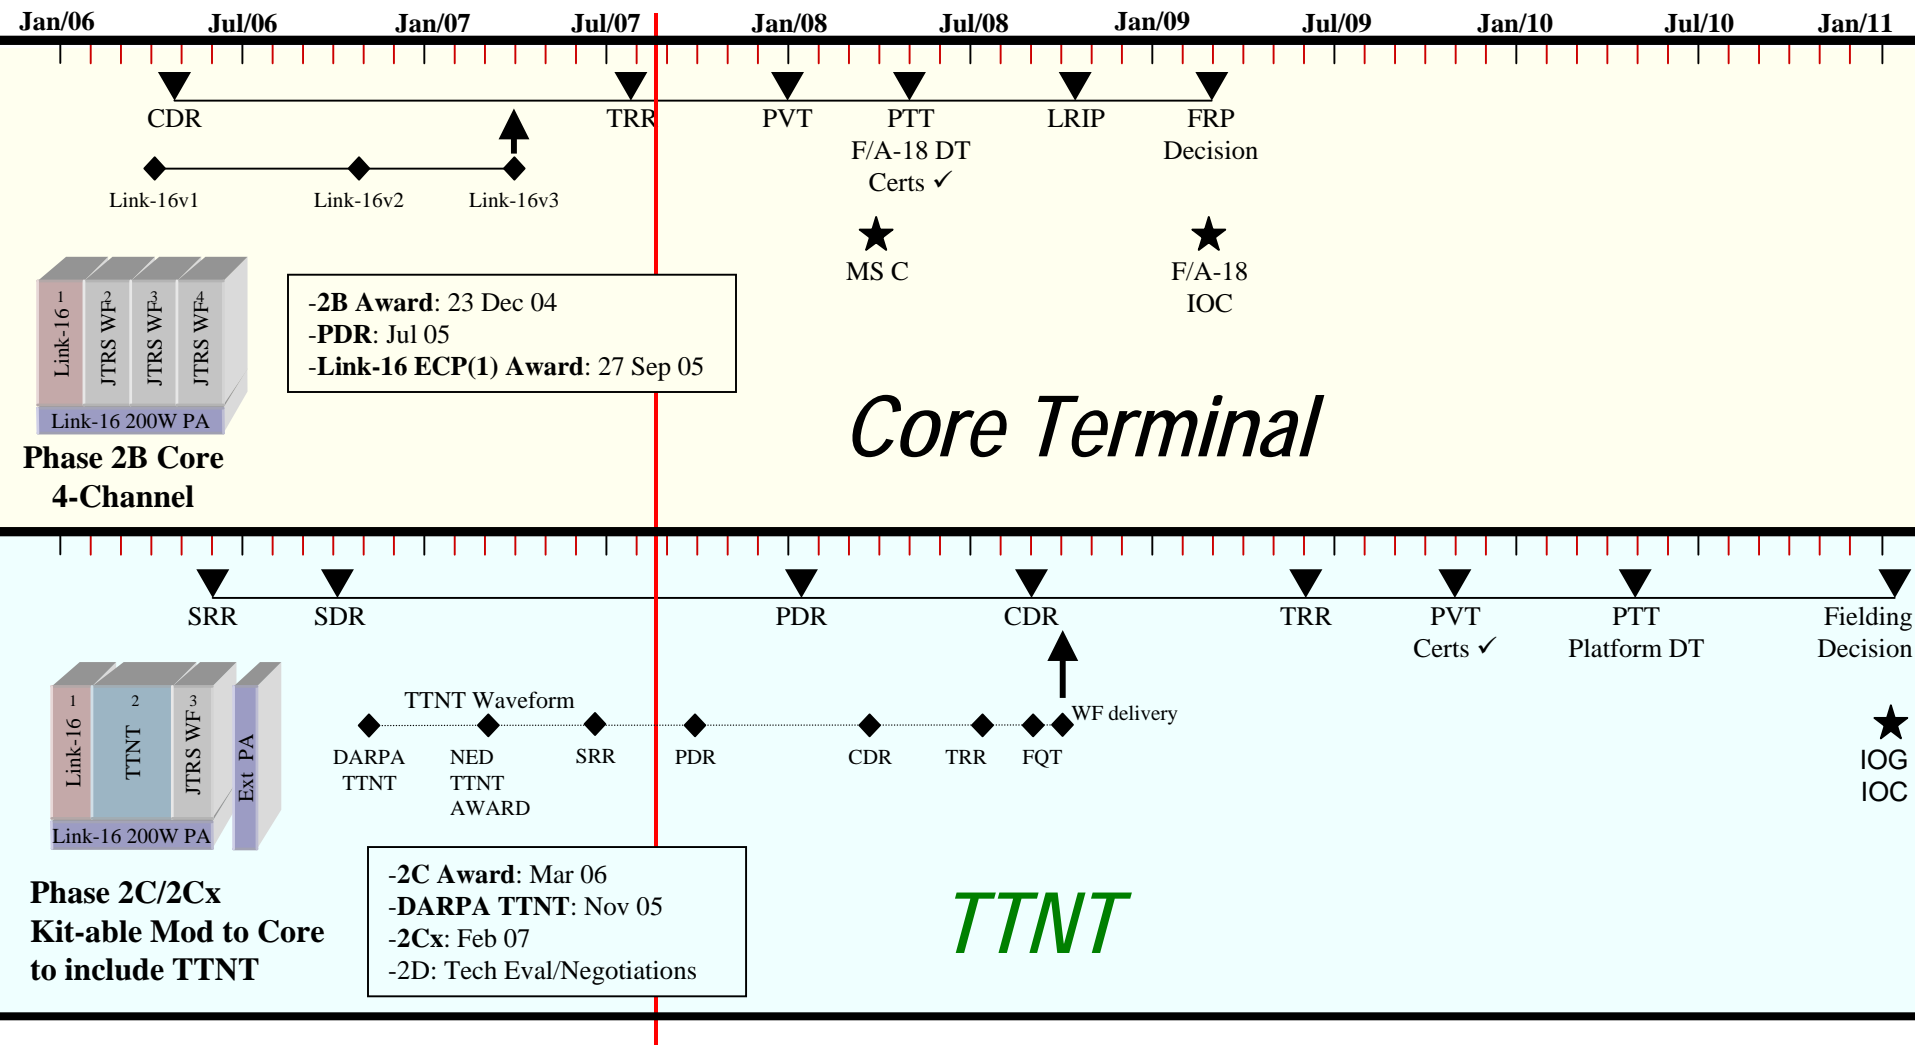 Jan/06 Jul/06 Jan/07 Jul/07 Jan/08 Jul/08 Jan/09 Jul/09 Jan/10 Jul/10 Jan/11
CDR TRR PVT PTT LRIP FRP
F/A-18 DT Decision
Certs ✓
Link-16v1 Link-16v2 Link-16v3
MS C F/A-18
IOC
1 2 3 4
Link-16 JTRS WF JTRS WF JTRS WF
Link-16 200W PA
Phase 2B Core
4-Channel
-2B Award: 23 Dec 04
-PDR: Jul 05
-Link-16 ECP(1) Award: 27 Sep 05
Core Terminal
SRR SDR PDR CDR TRR PVT PTT Fielding
Certs ✓ Platform DT Decision
TTNT Waveform
WF delivery
DARPA NED SRR PDR CDR TRR FQT
TTNT TTNT
AWARD
IOG
IOC
1 2 3
Link-16 TTNT JTRS WF Ext PA
Link-16 200W PA
Phase 2C/2Cx
Kit-able Mod to Core
to include TTNT
-2C Award: Mar 06
-DARPA TTNT: Nov 05
-2Cx: Feb 07
-2D: Tech Eval/Negotiations
TTNT